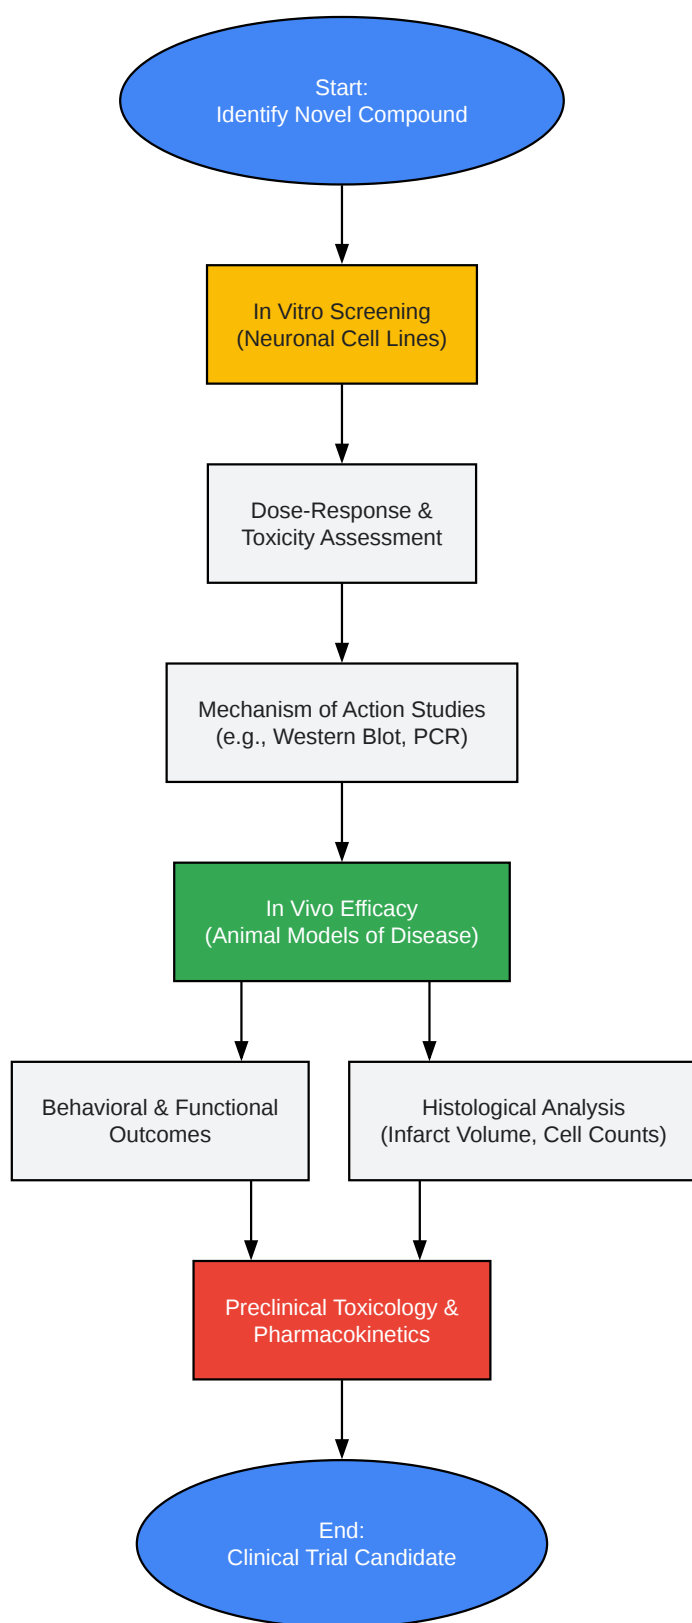 Start:
Identify Novel Compound
In Vitro Screening
(Neuronal Cell Lines)
Dose-Response &
Toxicity Assessment
Mechanism of Action Studies
(e.g., Western Blot, PCR)
In Vivo Efficacy
(Animal Models of Disease)
Behavioral & Functional
Outcomes
Histological Analysis
(Infarct Volume, Cell Counts)
Preclinical Toxicology &
Pharmacokinetics
End:
Clinical Trial Candidate